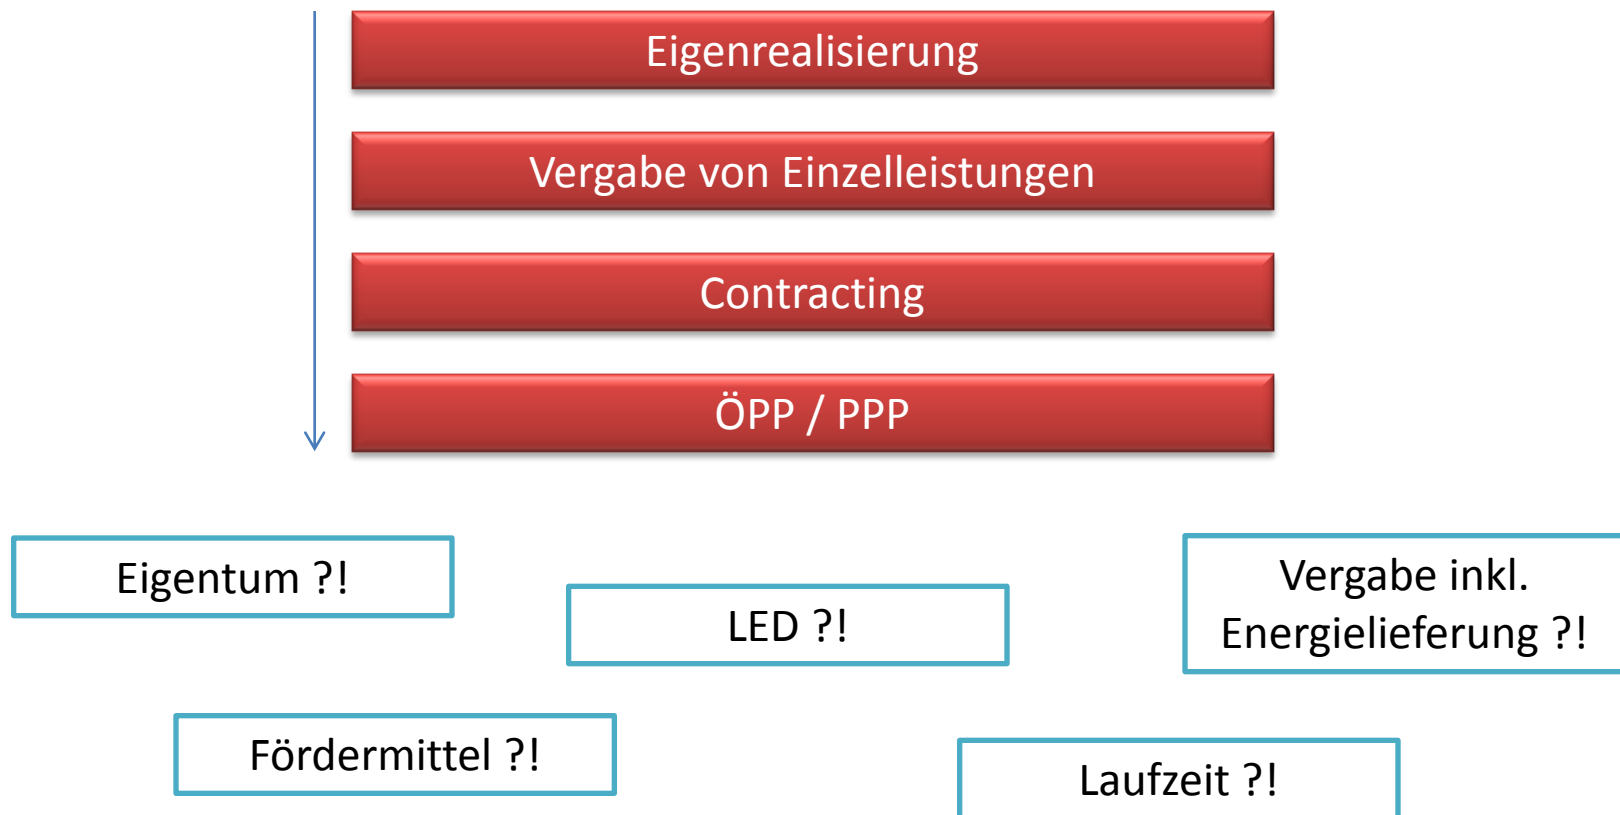 Eigenrealisierung
Vergabe von Einzelleistungen
Contracting
ÖPP / PPP
Eigentum ?!
LED ?!
Vergabe inkl.
Energielieferung ?!
Fördermittel ?!
Laufzeit ?!